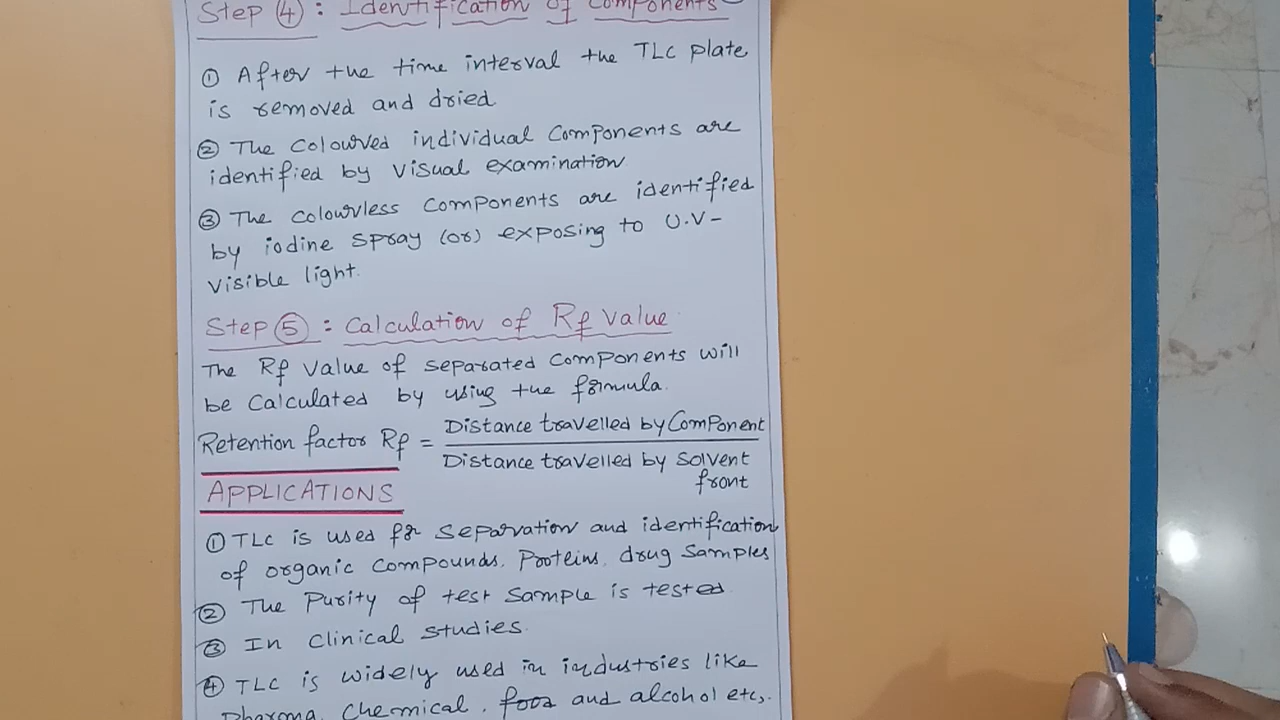 Step ④ : Identification of Components
① After the time interval the TLC plate
is removed and dried
② The coloured individual components are
identified by visual examination
③ The colourless components are identified
by iodine spray (or) exposing to U.V-
visible light.
Step ⑤ : Calculation of Rf value
The Rf value of separated components will
be calculated by using the formula.
Retention factor Rf = Distance travelled by Component
Distance travelled by solvent
front
APPLICATIONS
① TLC is used for separation and identification
of organic compounds, Proteins, drug samples
② The Purity of test sample is tested
③ In clinical studies.
④ TLC is widely used in industries like
Pharma, chemical, food and alcohol etc,.